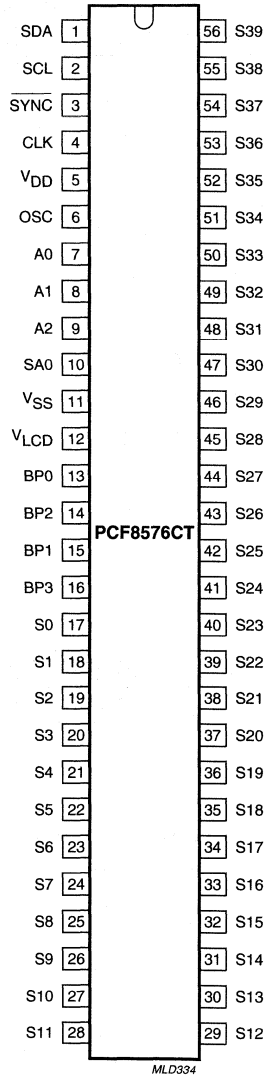 SDA 1 56 S39
SCL 2 55 S38
SYNC 3 54 S37
CLK 4 53 S36
VDD 5 52 S35
OSC 6 51 S34
A0 7 50 S33
A1 8 49 S32
A2 9 48 S31
SA0 10 47 S30
VSS 11 46 S29
VLCD 12 45 S28
BP0 13 44 S27
BP2 14 43 S26
PCF8576CT
BP1 15 42 S25
BP3 16 41 S24
S0 17 40 S23
S1 18 39 S22
S2 19 38 S21
S3 20 37 S20
S4 21 36 S19
S5 22 35 S18
S6 23 34 S17
S7 24 33 S16
S8 25 32 S15
S9 26 31 S14
S10 27 30 S13
S11 28 29 S12
MLD334